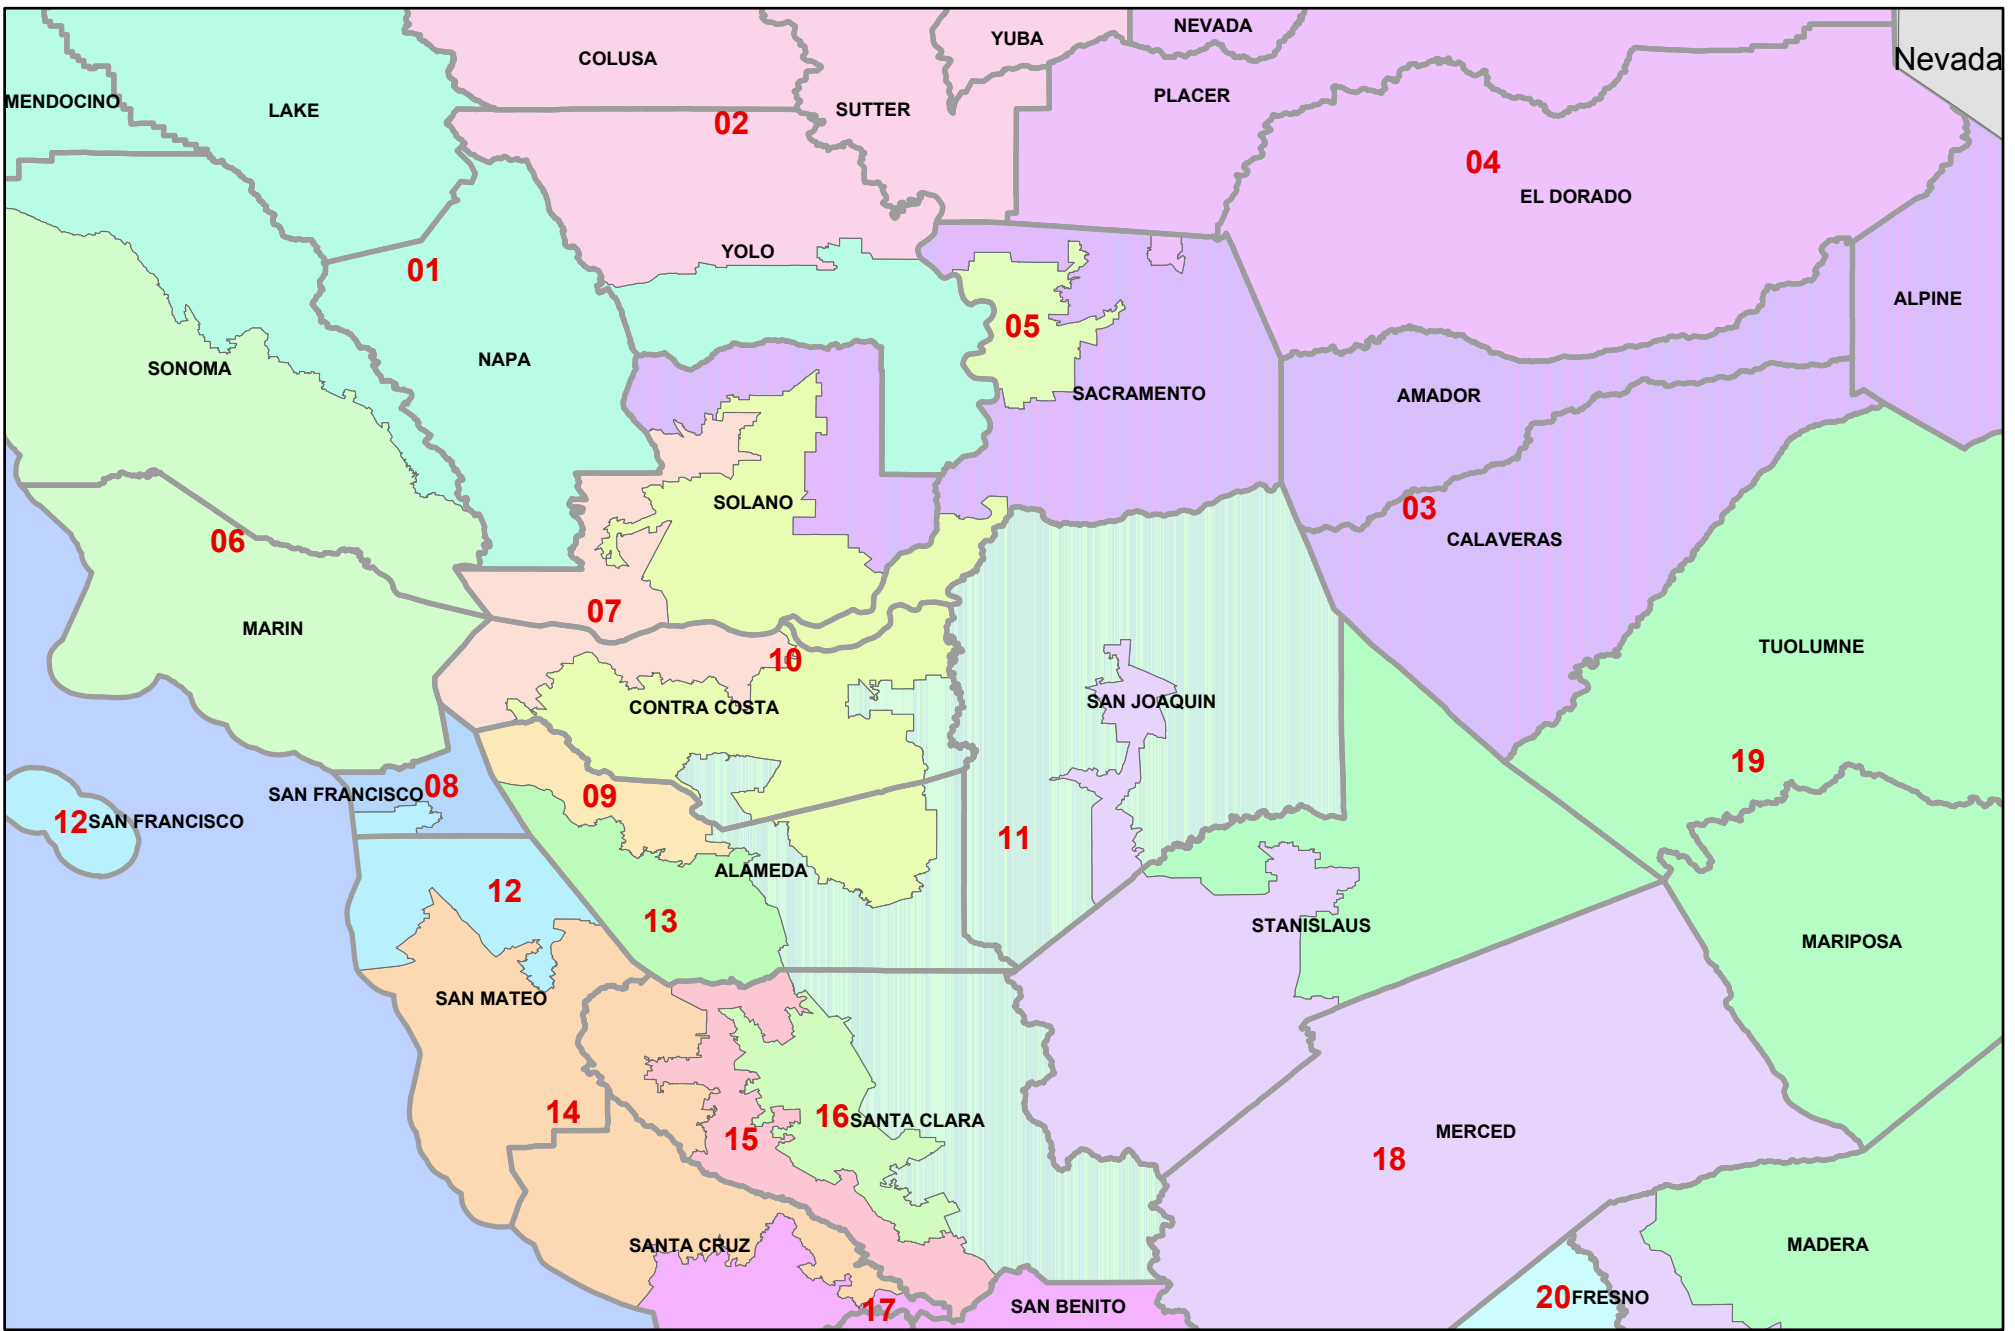 NEVADA
YUBA
COLUSA
Nevada
PLACER
MENDOCINO
LAKE
SUTTER
02
04
EL DORADO
YOLO
01
ALPINE
05
NAPA
SONOMA
SACRAMENTO
AMADOR
SOLANO
03
06
CALAVERAS
07
MARIN
TUOLUMNE
10
SAN JOAQUIN
CONTRA COSTA
19
08
SAN FRANCISCO
09
12 SAN FRANCISCO
11
ALAMEDA
12
13
STANISLAUS
MARIPOSA
SAN MATEO
14
16 SANTA CLARA
15
MERCED
18
SANTA CRUZ
MADERA
20 FRESNO
17
SAN BENITO